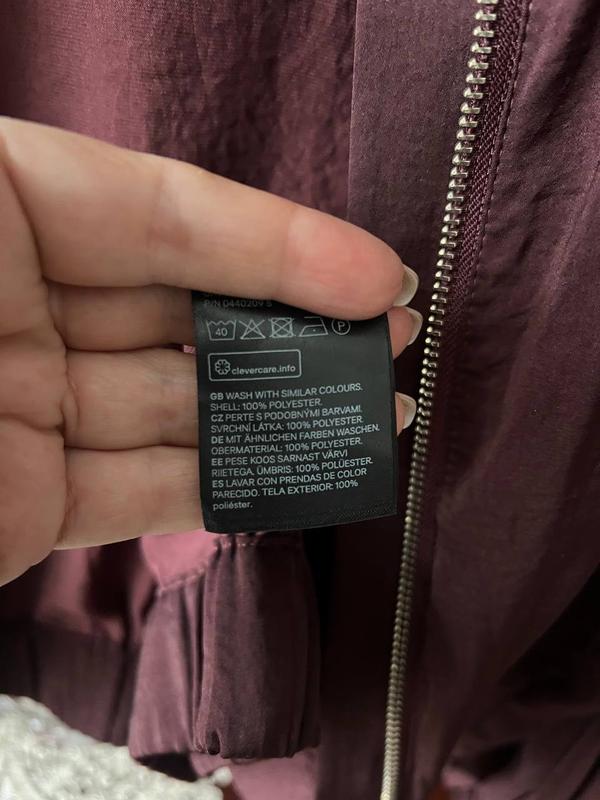 P/N 0440209 S
40
P
clevercare.info
GB WASH WITH SIMILAR COLOURS.
SHELL: 100% POLYESTER.
CZ PERTE S PODOBNÝMI BARVAMI.
SVRCHNÍ LÁTKA: 100% POLYESTER.
DE MIT ÄHNLICHEN FARBEN WASCHEN.
OBERMATERIAL: 100% POLYESTER.
EE PESE KOOS SARNAST VÄRVI
RIIETEGA. ÜMBRIS: 100% POLÜESTER.
ES LAVAR CON PRENDAS DE COLOR
PARECIDO. TELA EXTERIOR: 100%
poliéster.